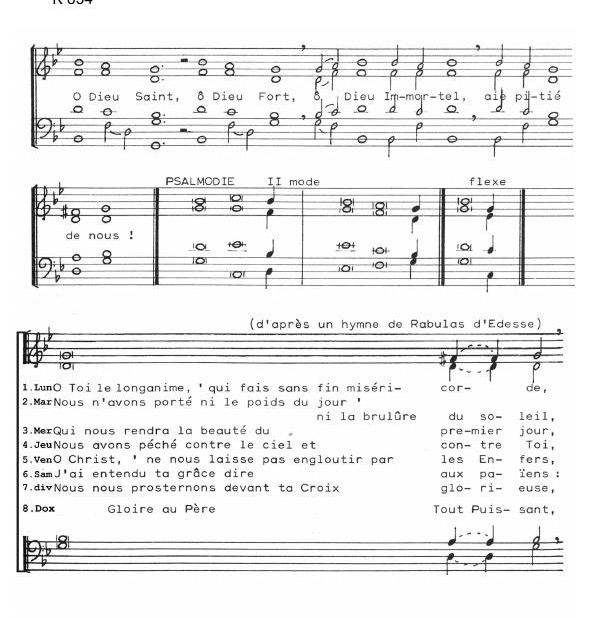 O Dieu Saint, ô Dieu Fort, ô, Dieu Im-mor-tel, aie pi-tié
PSALMODIE II mode flexe
de nous !
(d'après un hymne de Rabulas d'Edesse)
1.Lun O Toi le longanime, ' qui fais sans fin miséri- cor- de,
2.Mar Nous n'avons porté ni le poids du jour '
ni la brulûre du so- leil,
3.Mer Qui nous rendra la beauté du pre-mier jour,
4.Jeu Nous avons péché contre le ciel et con- tre Toi,
5.Ven O Christ, ' ne nous laisse pas engloutir par les En- fers,
6.Sam J'ai entendu ta grâce dire aux pa- ïens :
7.div Nous nous prosternons devant ta Croix glo- ri- euse,
8.Dox Gloire au Père Tout Puis- sant,